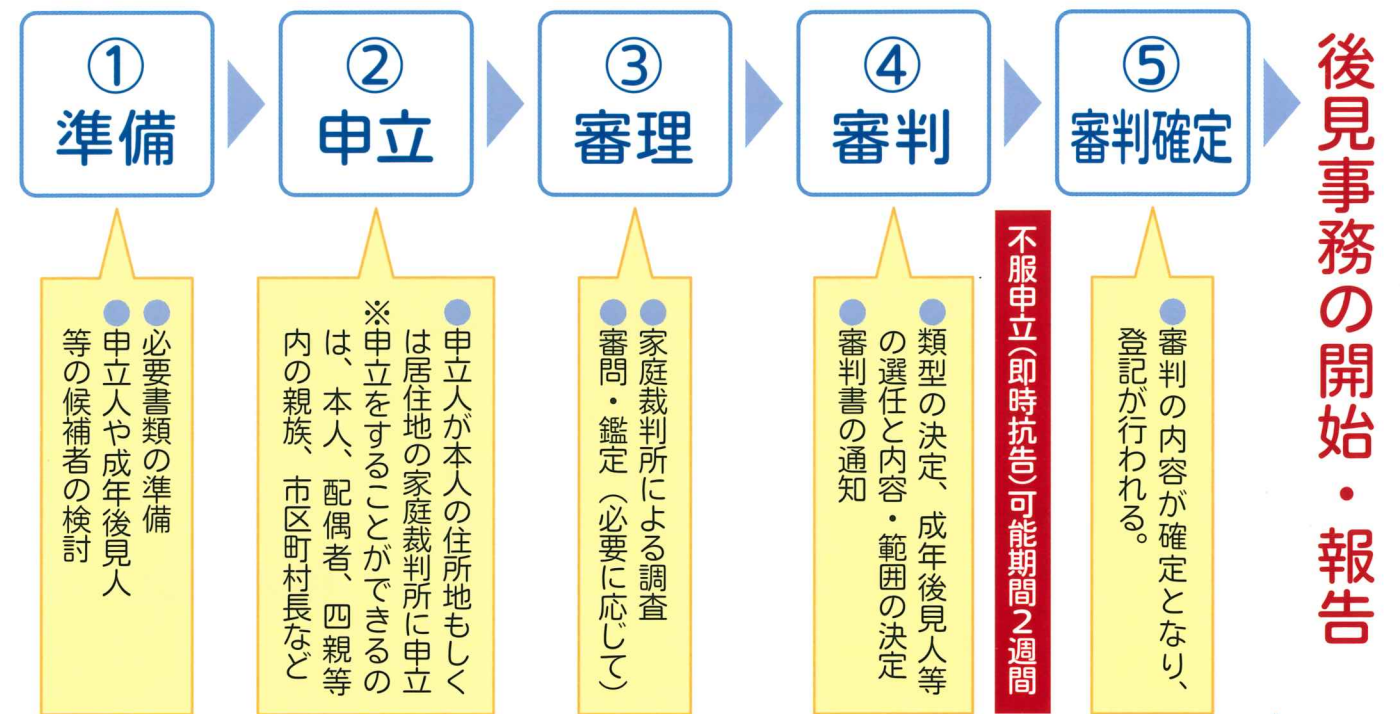 ①
準備
②
申立
③
審理
④
審判
⑤
審判確定
後見事務の開始・報告
●必要書類の準備
●申立人や成年後見人
等の候補者の検討
●申立人が本人の住所地もしく
は居住地の家庭裁判所に申立
※申立をすることができるの
は、本人、配偶者、四親等
内の親族、市区町村長など
●家庭裁判所による調査
●審問・鑑定（必要に応じて）
●類型の決定、成年後見人等
の選任と内容・範囲の決定
●審判書の通知
不服申立（即時抗告）可能期間2週間
●審判の内容が確定となり、
登記が行われる。